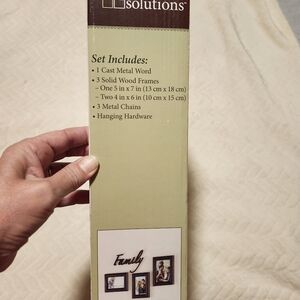 solutions™
Set Includes:
• 1 Cast Metal Word
• 3 Solid Wood Frames
– One 5 in x 7 in (13 cm x 18 cm)
– Two 4 in x 6 in (10 cm x 15 cm)
• 3 Metal Chains
• Hanging Hardware
Family